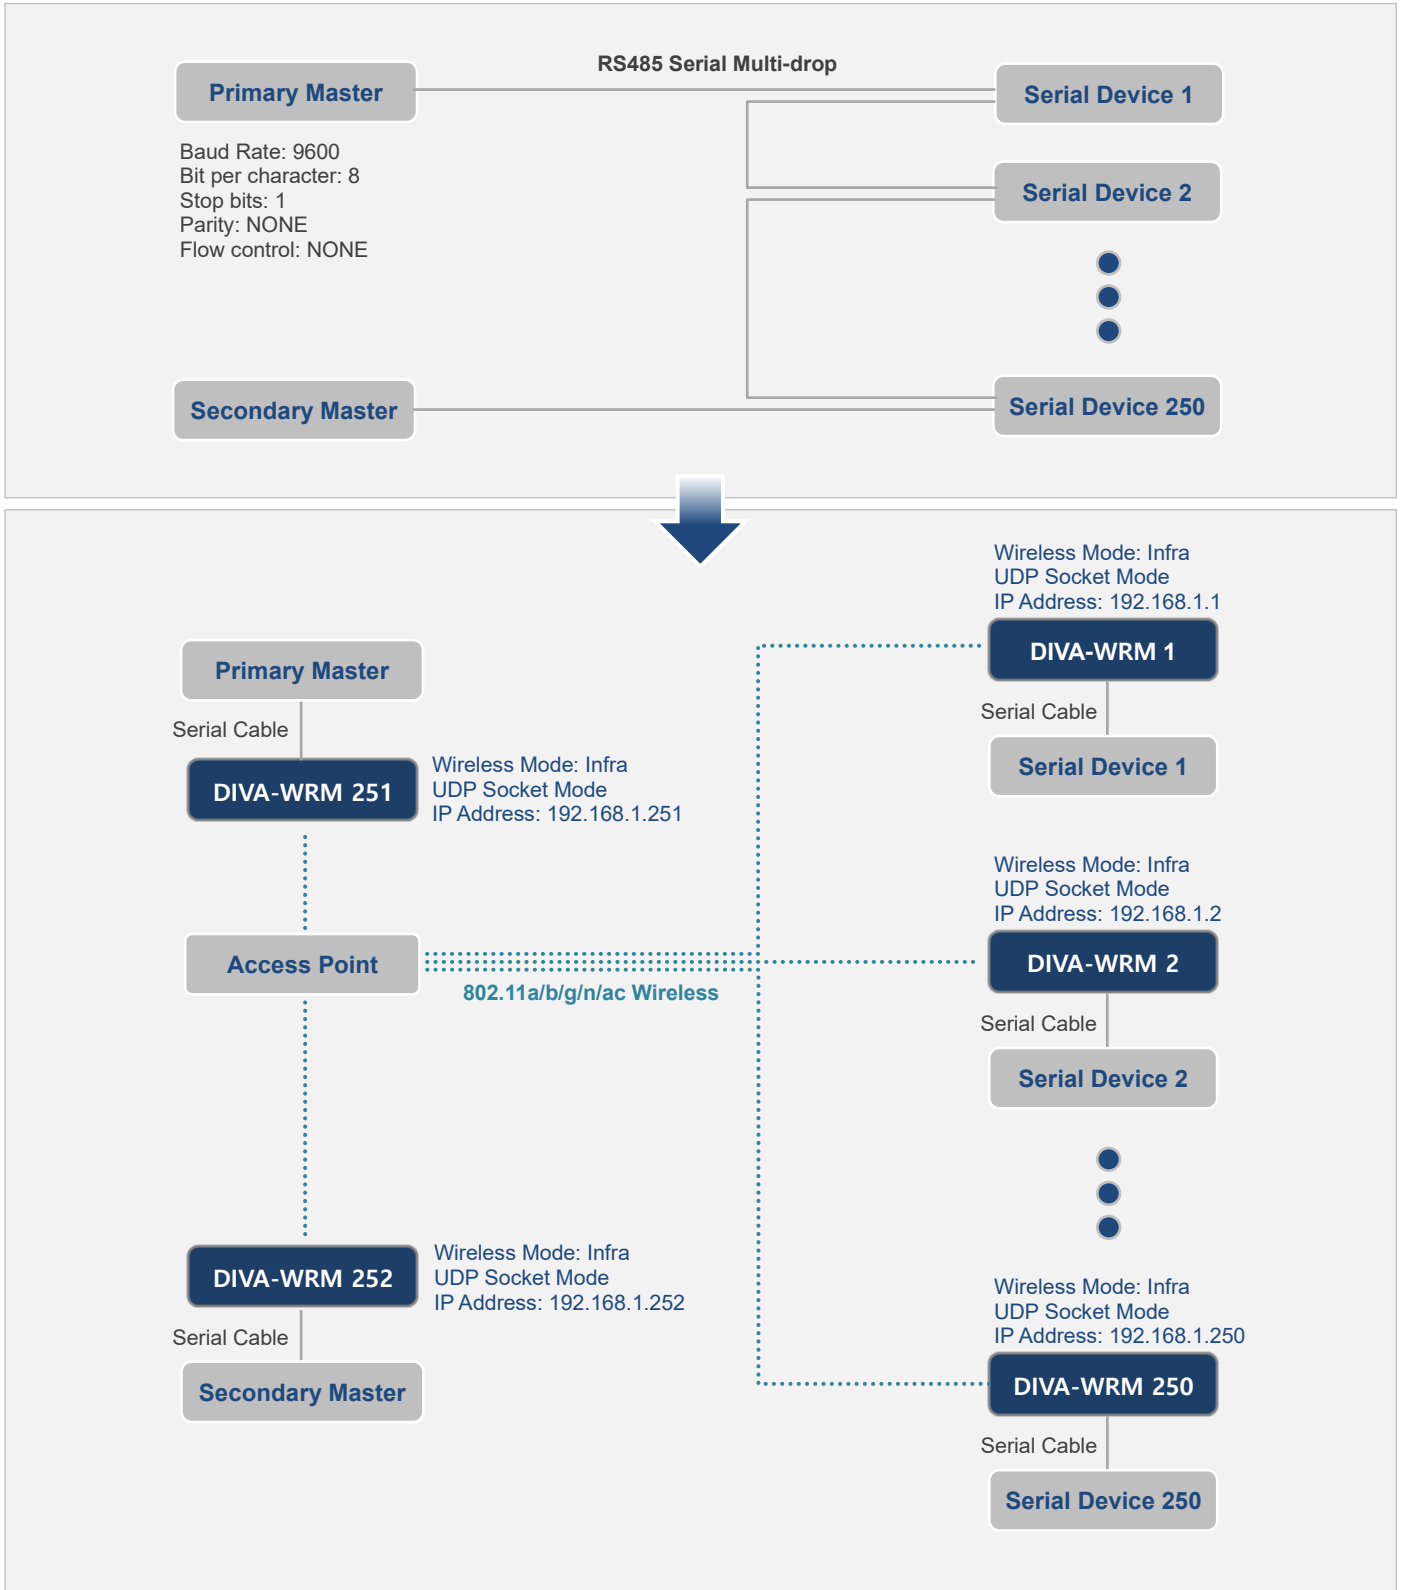 RS485 Serial Multi-drop
Primary Master
Serial Device 1
Baud Rate: 9600
Bit per character: 8
Stop bits: 1
Parity: NONE
Flow control: NONE
Serial Device 2
Secondary Master
Serial Device 250
Wireless Mode: Infra
UDP Socket Mode
IP Address: 192.168.1.1
DIVA-WRM 1
Serial Cable
Serial Device 1
Primary Master
Serial Cable
DIVA-WRM 251
Wireless Mode: Infra
UDP Socket Mode
IP Address: 192.168.1.251
Wireless Mode: Infra
UDP Socket Mode
IP Address: 192.168.1.2
DIVA-WRM 2
Serial Cable
Serial Device 2
Access Point
802.11a/b/g/n/ac Wireless
DIVA-WRM 252
Wireless Mode: Infra
UDP Socket Mode
IP Address: 192.168.1.252
Serial Cable
Secondary Master
Wireless Mode: Infra
UDP Socket Mode
IP Address: 192.168.1.250
DIVA-WRM 250
Serial Cable
Serial Device 250